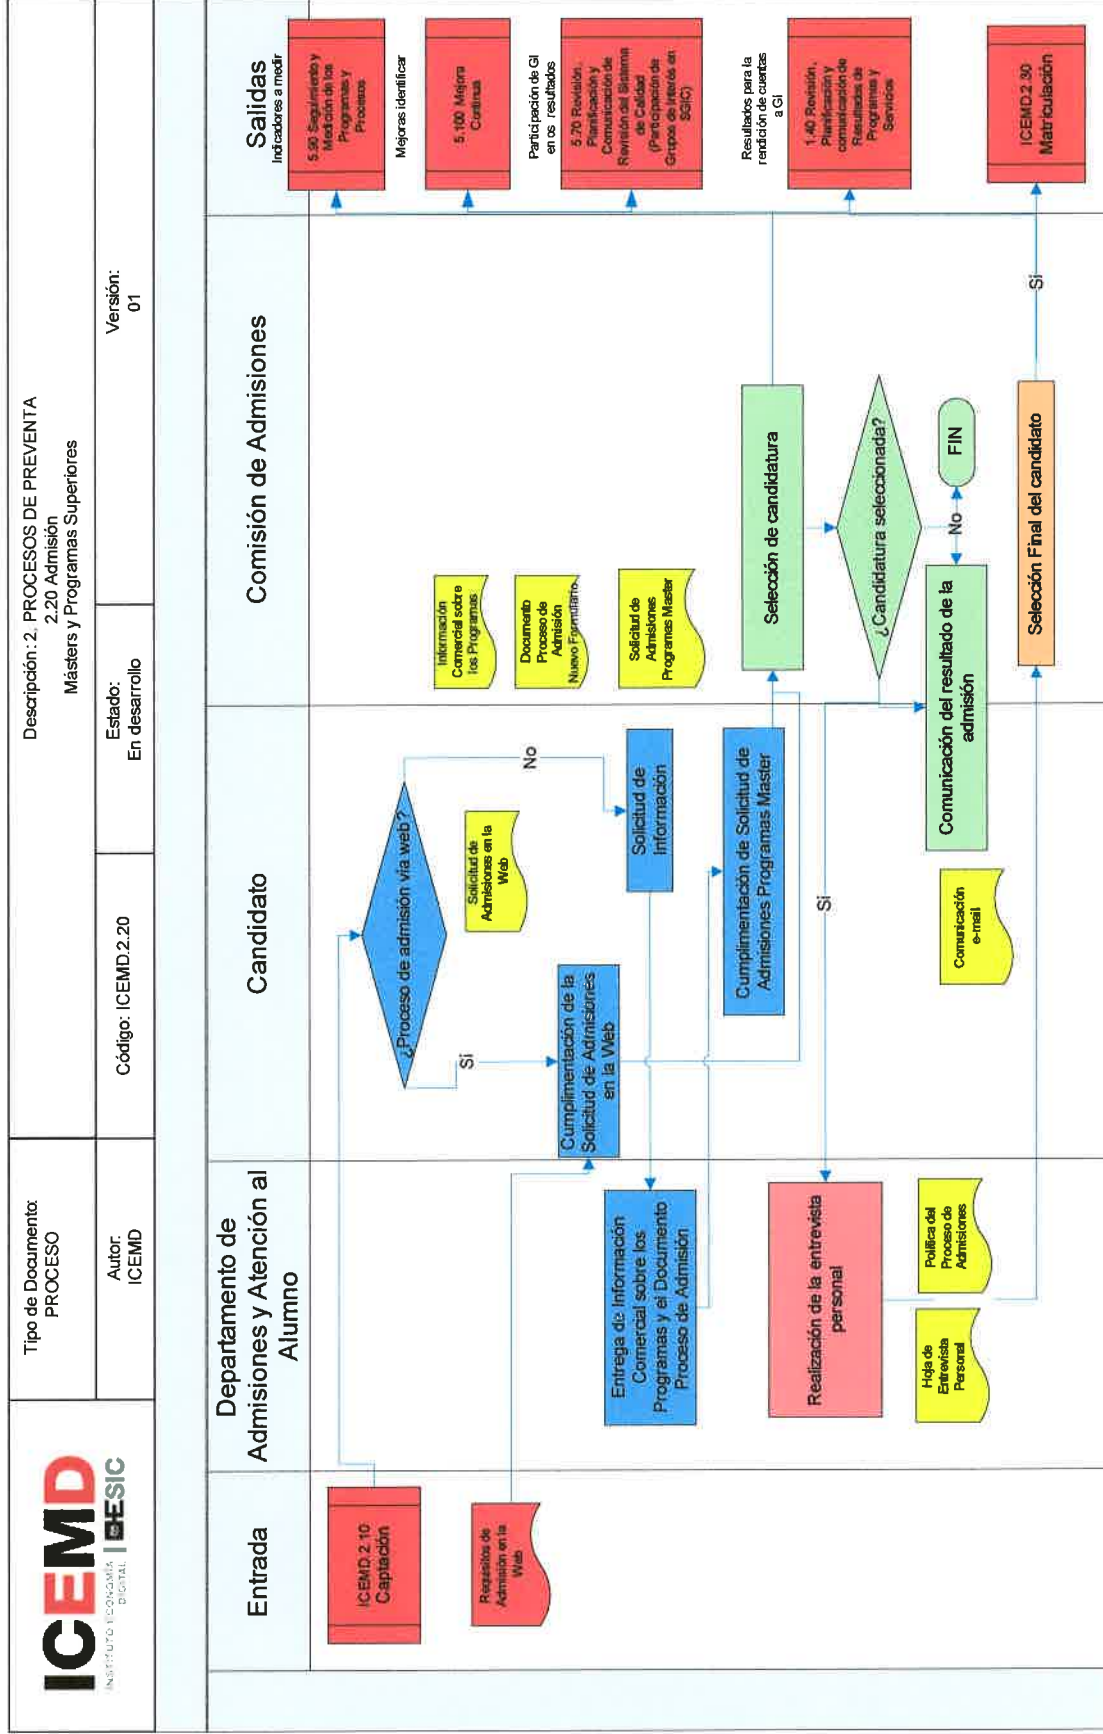 ICEMD
INSTITUTO ECONOMÍA
DIGITAL
ESIC
Tipo de Documento:
PROCESO
Descripción: 2. PROCESOS DE PREVENTA
2.20 Admisión
Másters y Programas Superiores
Autor:
ICEMD
Código: ICEMD.2.20
Estado:
En desarrollo
Versión:
01
Entrada
Departamento de
Admisiones y Atención al
Alumno
Candidato
Comisión de Admisiones
Salidas
Indicadores a medir
ICEMD.2.10
Captación
Requisitos de
Admisión en la
Web
¿Proceso de admisión vía web?
Si
No
Solicitud de
Admisiones en la
Web
Cumplimentación de la
Solicitud de Admisiones
en la Web
Solicitud de
Información
Entrega de Información
Comercial sobre los
Programas y el Documento
Proceso de Admisión
Cumplimentación de Solicitud de
Admisiones Programas Master
Información
Comercial sobre
los Programas
Documento
Proceso de
Admisión
Nuevo Formulario
Solicitud de
Admisiones
Programas Master
Selección de candidatura
¿Candidatura seleccionada?
Si
No
FIN
Comunicación del resultado de la
admisión
Comunicación
e-mail
Realización de la entrevista
personal
Hoja de
Entrevista
Personal
Política del
Proceso de
Admisiones
Selección Final del candidato
Si
5.90 Seguimiento y
Medición de los
Programas y
Procesos
Mejoras identificar
5.100 Mejora
Continua
Participación de GI
en os resultados
5.70 Revisión,
Planificación y
Comunicación de
Revisión del Sistema
de Calidad
(Participación de
Grupos de Interés en
SGIC)
Resultados para la
rendición de cuentas
a GI
1.40 Revisión,
Planificación y
comunicación de
Resultados de
Programas y
Servicios
ICEMD.2.30
Matriculación